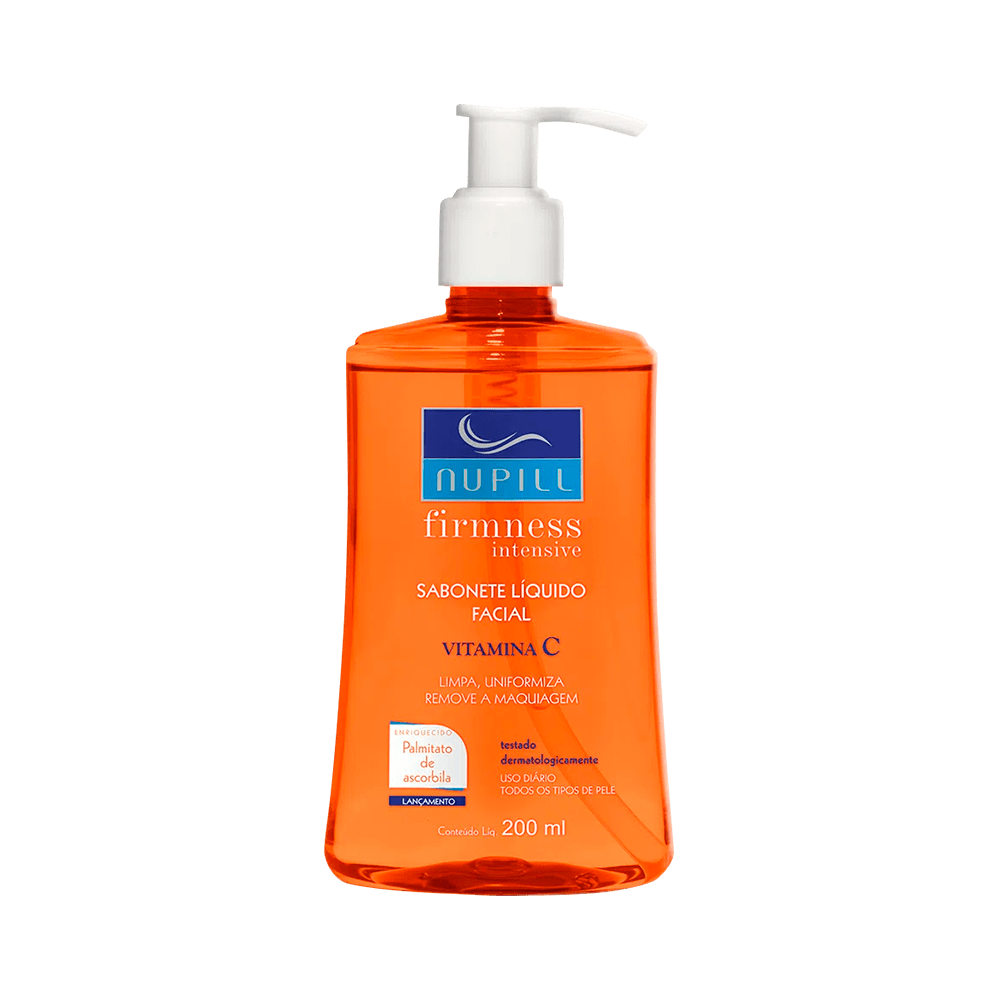 NUPILL
firmness
intensive
SABONETE LÍQUIDO
FACIAL
VITAMINA C
LIMPA, UNIFORMIZA
REMOVE A MAQUIAGEM
ENRIQUECIDO
Palmitato
de
ascorbila
LANÇAMENTO
testado
dermatologicamente
USO DIÁRIO
TODOS OS TIPOS DE PELE
Conteúdo Líq. 200 ml